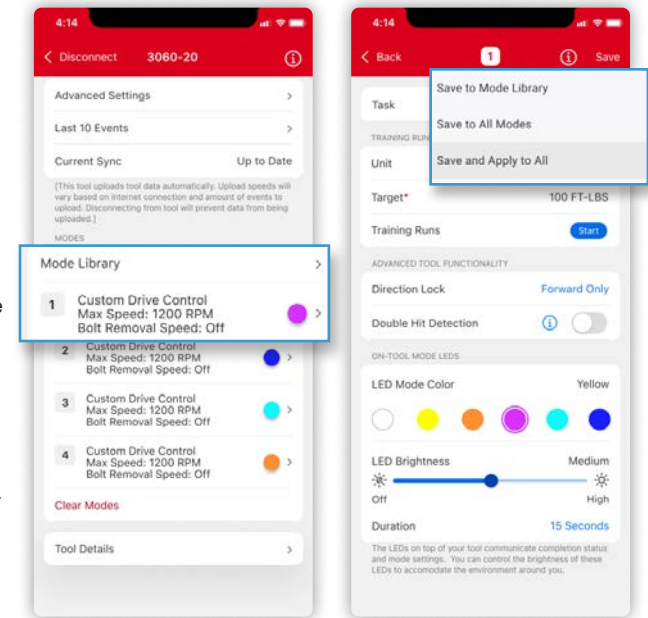 4:14
Disconnect 3060-20
Advanced Settings
Last 10 Events
Current Sync Up to Date
[This tool uploads tool data automatically. Upload speeds will
vary based on internet connection and amount of events to
upload. Disconnecting from tool will prevent data from being
uploaded.]
MODES
Mode Library
1 Custom Drive Control
Max Speed: 1200 RPM
Bolt Removal Speed: Off
2 Custom Drive Control
Max Speed: 1200 RPM
Bolt Removal Speed: Off
3 Custom Drive Control
Max Speed: 1200 RPM
Bolt Removal Speed: Off
4 Custom Drive Control
Max Speed: 1200 RPM
Bolt Removal Speed: Off
Clear Modes
Tool Details
4:14
Back 1 Save
Save to Mode Library
Save to All Modes
Save and Apply to All
Task
TRAINING RUN
Unit
Target* 100 FT-LBS
Training Runs Start
ADVANCED TOOL FUNCTIONALITY
Direction Lock Forward Only
Double Hit Detection
ON-TOOL MODE LEDS
LED Mode Color Yellow
LED Brightness Medium
Off High
Duration 15 Seconds
The LEDs on top of your tool communicate completion status
and mode settings. You can control the brightness of these
LEDs to accomodate the environment around you.